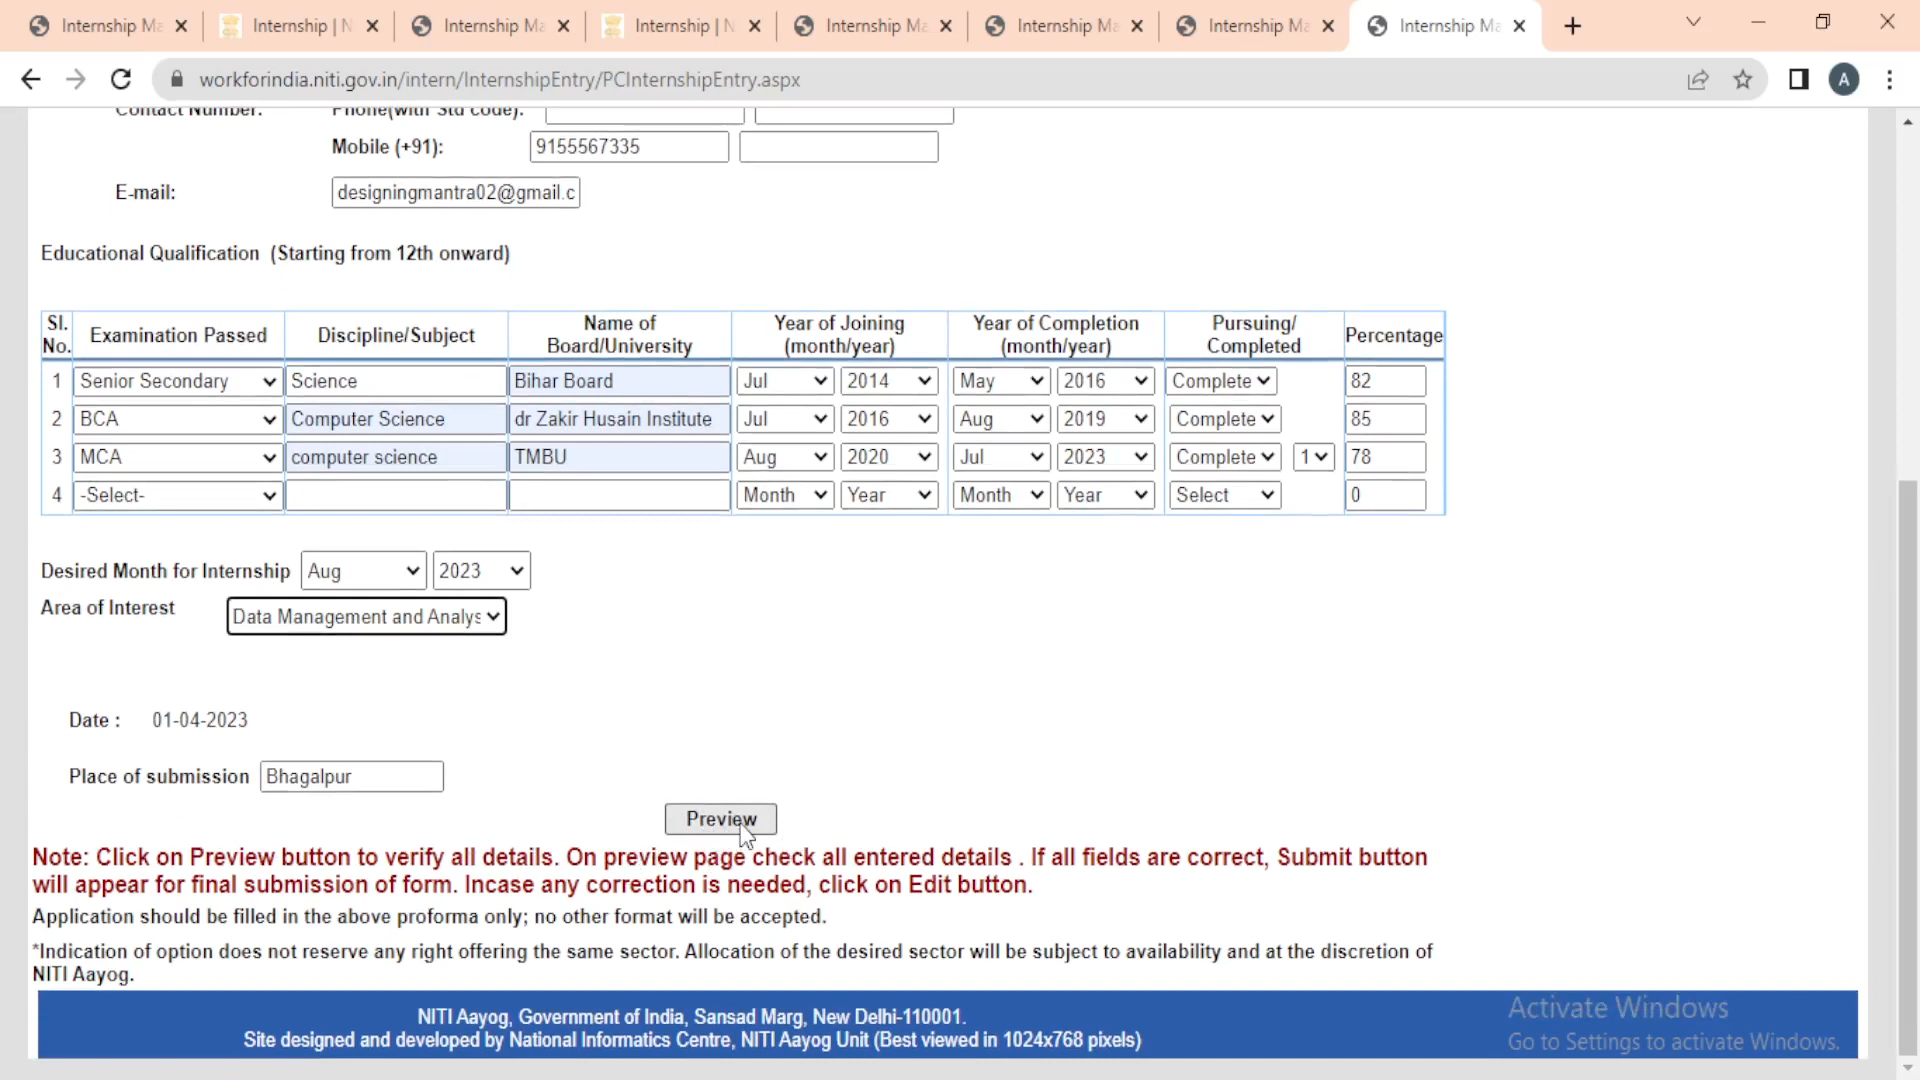 Internship Ma
Internship | N
Internship Ma
Internship | N
Internship Ma
Internship Ma
Internship Ma
Internship Ma
workforindia.niti.gov.in/intern/InternshipEntry/PCInternshipEntry.aspx
A
Contact Number: Phone(with Std code):
Mobile (+91): 9155567335
E-mail: designingmantra02@gmail.c
Educational Qualification (Starting from 12th onward)
Sl. No. Examination Passed Discipline/Subject Name of Board/University Year of Joining (month/year) Year of Completion (month/year) Pursuing/ Completed Percentage
1 Senior Secondary Science Bihar Board Jul 2014 May 2016 Complete 82
2 BCA Computer Science dr Zakir Husain Institute Jul 2016 Aug 2019 Complete 85
3 MCA computer science TMBU Aug 2020 Jul 2023 Complete 1 78
4 -Select- Month Year Month Year Select 0
Desired Month for Internship Aug 2023
Area of Interest Data Management and Analys
Date : 01-04-2023
Place of submission Bhagalpur
Preview
Note: Click on Preview button to verify all details. On preview page check all entered details . If all fields are correct, Submit button
will appear for final submission of form. Incase any correction is needed, click on Edit button.
Application should be filled in the above proforma only; no other format will be accepted.
*Indication of option does not reserve any right offering the same sector. Allocation of the desired sector will be subject to availability and at the discretion of
NITI Aayog.
NITI Aayog, Government of India, Sansad Marg, New Delhi-110001.
Site designed and developed by National Informatics Centre, NITI Aayog Unit (Best viewed in 1024x768 pixels)
Activate Windows
Go to Settings to activate Windows.